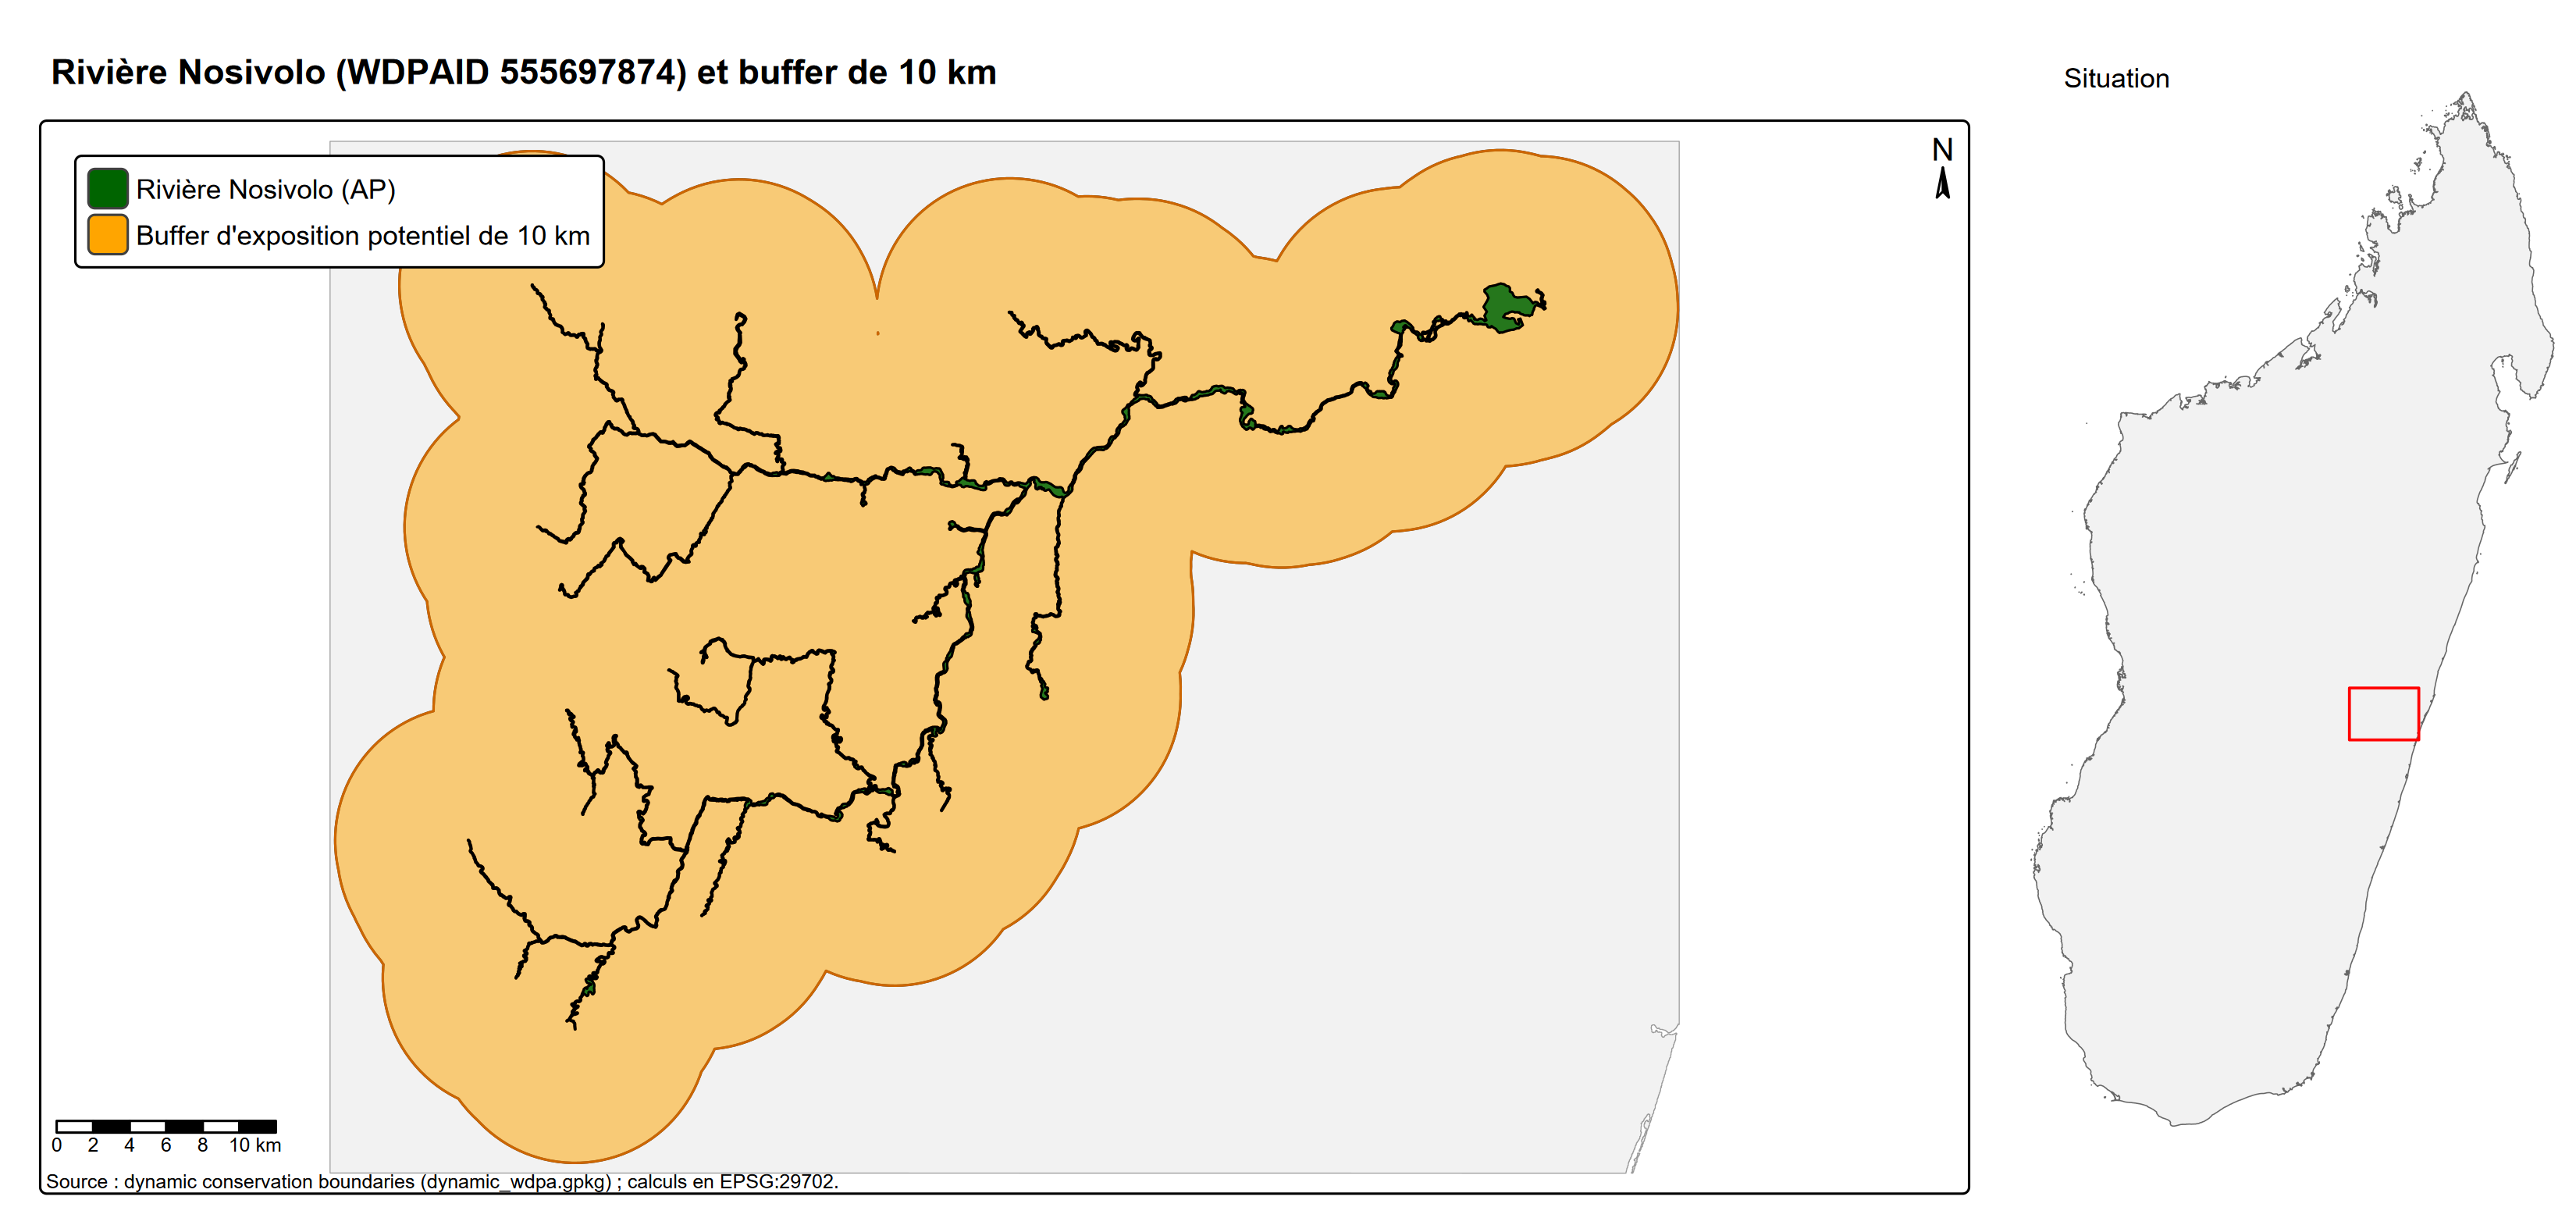 Rivière Nosivolo (WDPAID 555697874) et buffer de 10 km
Situation
Rivière Nosivolo (AP)
Buffer d'exposition potentiel de 10 km
N
0 2 4 6 8 10 km
Source : dynamic conservation boundaries (dynamic_wdpa.gpkg) ; calculs en EPSG:29702.